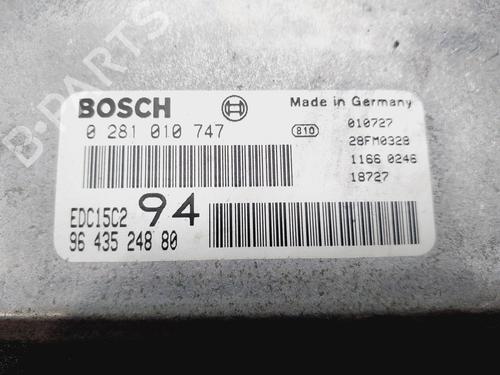 B-PARTS
BOSCH
Made in Germany
0 281 010 747
810
010727
28FM0328
1166 0246
18727
EDC15C2 94
96 435 248 80